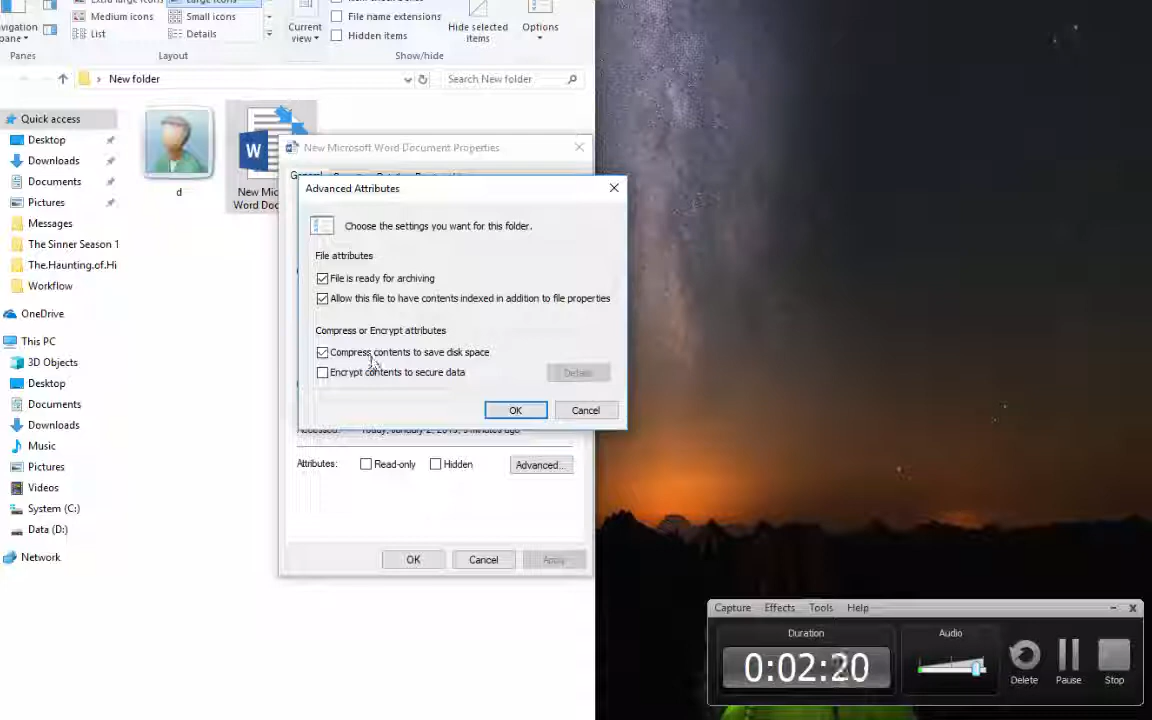 Medium icons
Small icons
List
Details
Current
view
File name extensions
Hidden items
Hide selected
items
Options
pane
Panes
Layout
Show/hide
> New folder
Search New folder
Quick access
Desktop
Downloads
Documents
Pictures
Messages
The Sinner Season 1
The.Haunting.of.Hi
Workflow
OneDrive
This PC
3D Objects
Desktop
Documents
Downloads
Music
Pictures
Videos
System (C:)
Data (D:)
Network
d
W
New Mic
Word Doc
New Microsoft Word Document Properties
Advanced Attributes
Choose the settings you want for this folder.
File attributes
File is ready for archiving
Allow this file to have contents indexed in addition to file properties
Compress or Encrypt attributes
Compress contents to save disk space
Encrypt contents to secure data
Details
OK
Cancel
Attributes:
Read-only
Hidden
Advanced...
OK
Cancel
Apply
Capture
Effects
Tools
Help
Duration
0:02:20
Audio
Delete
Pause
Stop